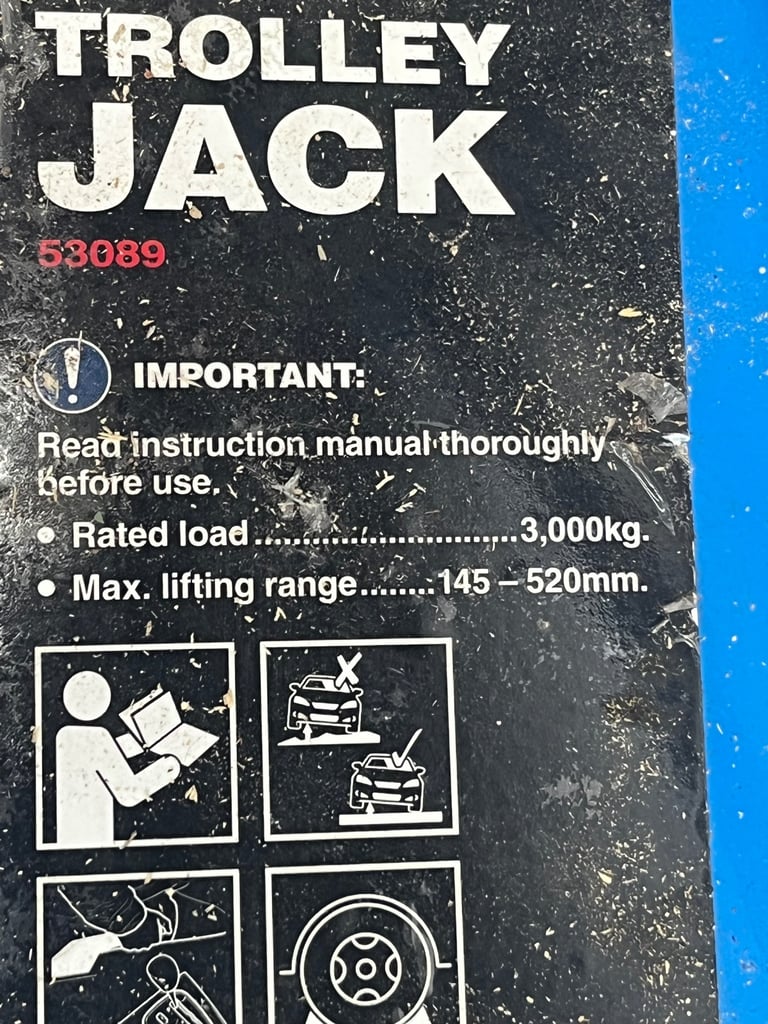 TROLLEY
JACK
53089
IMPORTANT:
Read instruction manual thoroughly
before use.
• Rated load.............................3,000kg.
• Max. lifting range........145 – 520mm.